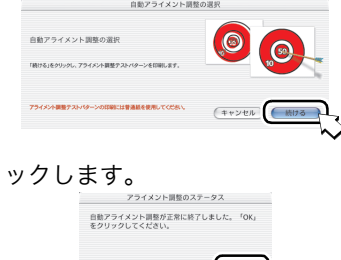 自動アライメント調整の選択
自動アライメント調整の選択
「続ける」をクリックし、アライメント調整テストパターンを印刷します。
50
10
50
10
アライメント調整テストパターンの印刷には普通紙を使用してください。
キャンセル
続ける
ックします。
アライメント調整のステータス
自動アライメント調整が正常に終了しました。「OK」
をクリックしてください。